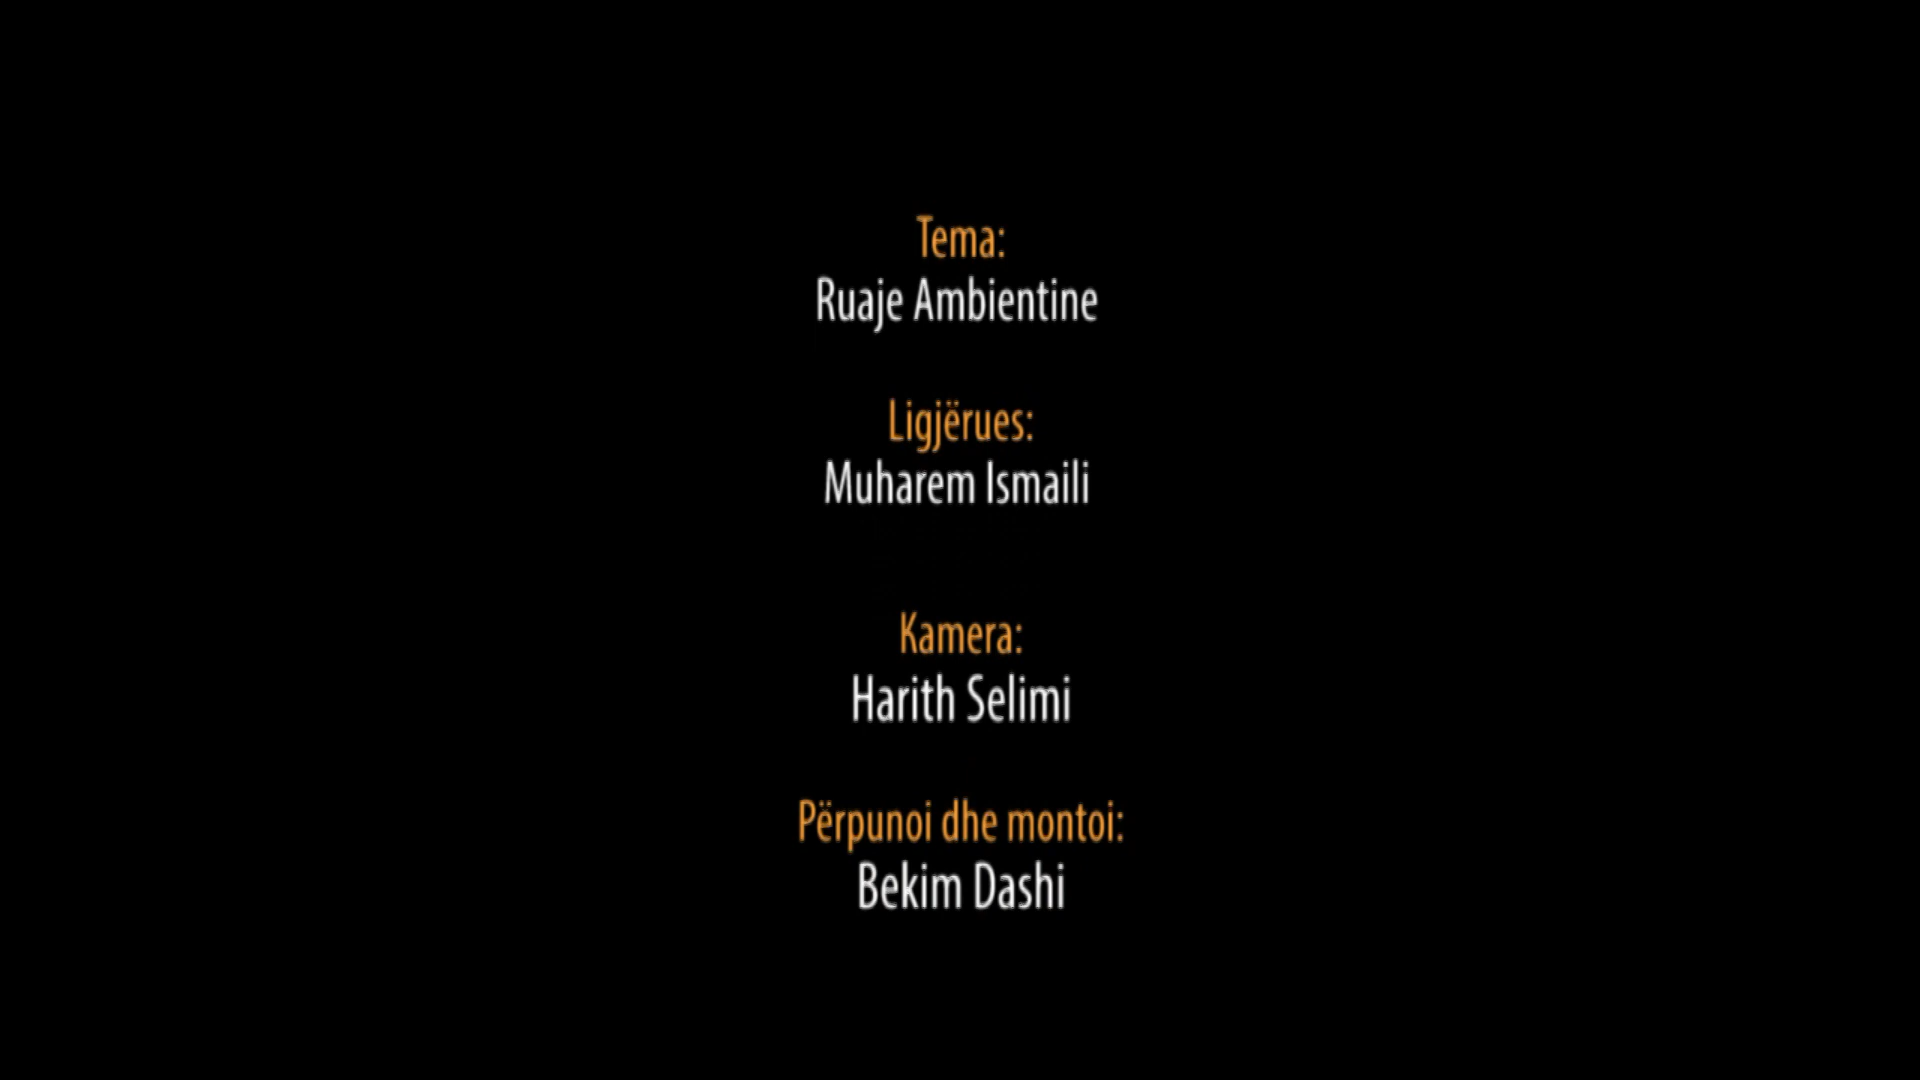 Tema:
Ruaje Ambientine
Ligjërues:
Muharem Ismaili
Kamera:
Harith Selimi
Përpunoi dhe montoi:
Bekim Dashi